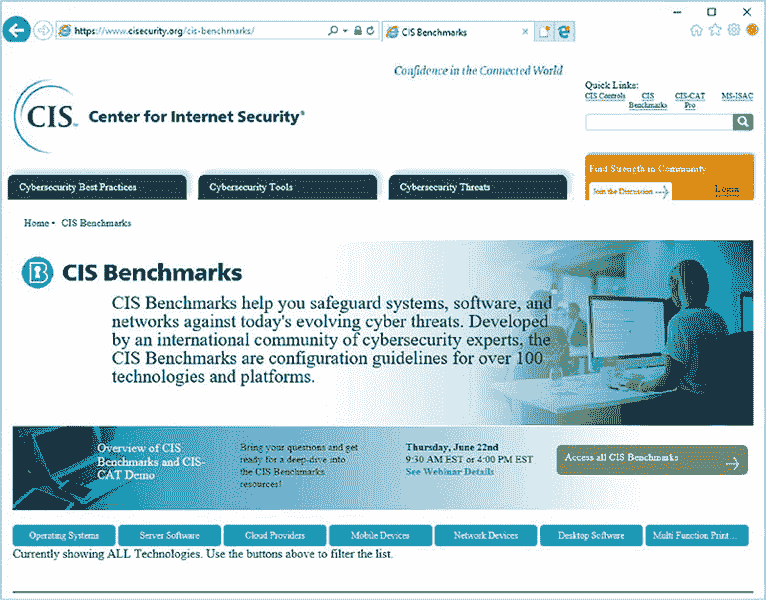 https://www.cisecurity.org/cis-benchmarks/
CIS Benchmarks
Confidence in the Connected World
Quick Links:
CIS Controls
CIS Benchmarks
CIS-CAT Pro
MS-ISAC
CIS Center for Internet Security®
Find Strength in Community
Join the Discussion
Login
Cybersecurity Best Practices
Cybersecurity Tools
Cybersecurity Threats
Home • CIS Benchmarks
CIS Benchmarks
CIS Benchmarks help you safeguard systems, software, and
networks against today's evolving cyber threats. Developed
by an international community of cybersecurity experts, the
CIS Benchmarks are configuration guidelines for over 100
technologies and platforms.
Overview of CIS
Benchmarks and CIS-
CAT Demo
Bring your questions and get
ready for a deep-dive into
the CIS Benchmarks
resources!
Thursday, June 22nd
9:30 AM EST or 4:00 PM EST
See Webinar Details
Access all CIS Benchmarks
Operating Systems
Server Software
Cloud Providers
Mobile Devices
Network Devices
Desktop Software
Multi Function Print...
Currently showing ALL Technologies. Use the buttons above to filter the list.